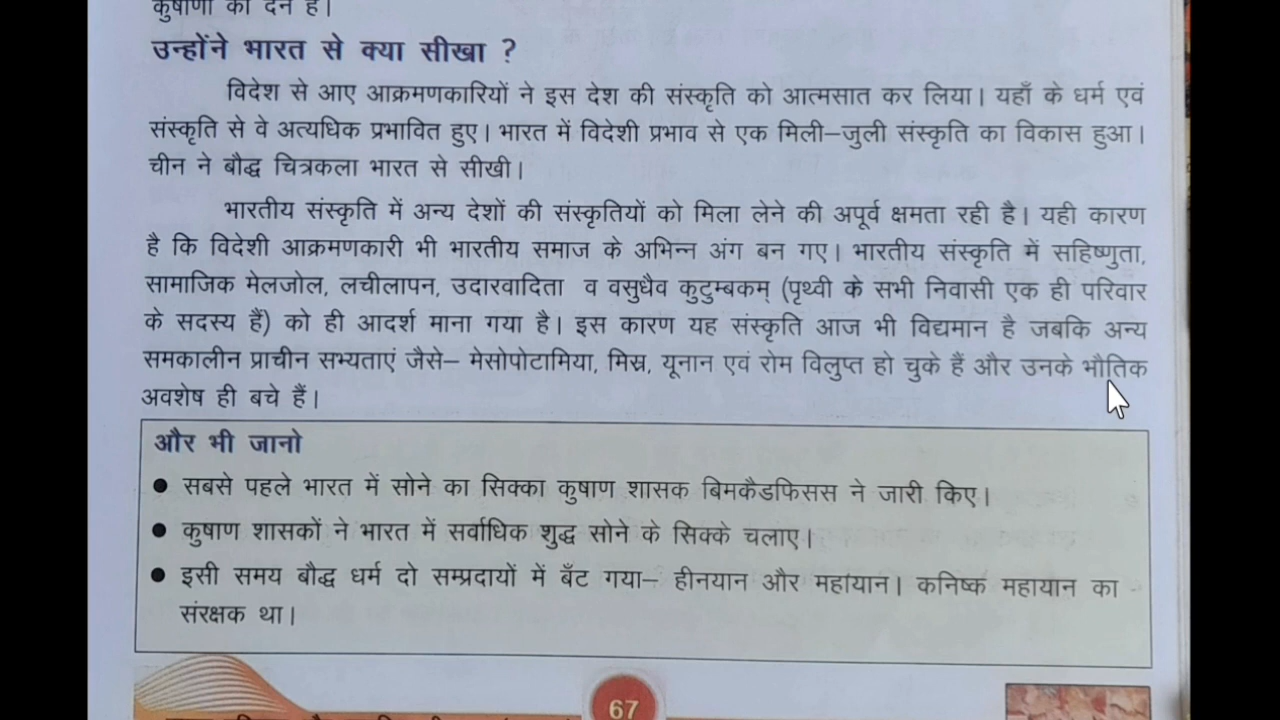 कुषाणों की देन है।
उन्होंने भारत से क्या सीखा ?
विदेश से आए आक्रमणकारियों ने इस देश की संस्कृति को आत्मसात कर लिया। यहाँ के धर्म एवं
संस्कृति से वे अत्यधिक प्रभावित हुए। भारत में विदेशी प्रभाव से एक मिली–जुली संस्कृति का विकास हुआ।
चीन ने बौद्ध चित्रकला भारत से सीखी।
भारतीय संस्कृति में अन्य देशों की संस्कृतियों को मिला लेने की अपूर्व क्षमता रही है। यही कारण
है कि विदेशी आक्रमणकारी भी भारतीय समाज के अभिन्न अंग बन गए। भारतीय संस्कृति में सहिष्णुता,
सामाजिक मेलजोल, लचीलापन, उदारवादिता व वसुधैव कुटुम्बकम् (पृथ्वी के सभी निवासी एक ही परिवार
के सदस्य हैं) को ही आदर्श माना गया है। इस कारण यह संस्कृति आज भी विद्यमान है जबकि अन्य
समकालीन प्राचीन सभ्यताएं जैसे– मेसोपोटामिया, मिस्र, यूनान एवं रोम विलुप्त हो चुके हैं और उनके भौतिक
अवशेष ही बचे हैं।
और भी जानो
● सबसे पहले भारत में सोने का सिक्का कुषाण शासक बिमकैडफिसस ने जारी किए।
● कुषाण शासकों ने भारत में सर्वाधिक शुद्ध सोने के सिक्के चलाए।
● इसी समय बौद्ध धर्म दो सम्प्रदायों में बँट गया– हीनयान और महायान। कनिष्क महायान का
संरक्षक था।
67